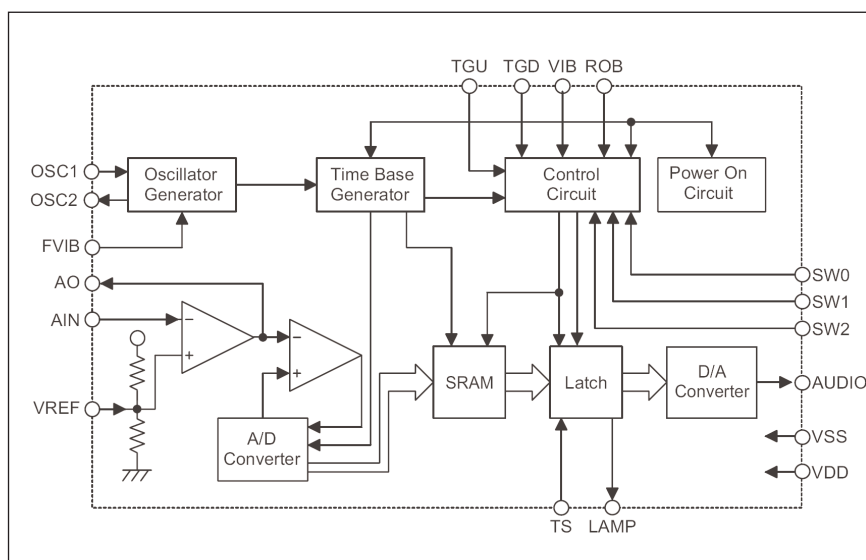 TGU TGD VIB ROB
OSC1
OSC2
Oscillator
Generator
Time Base
Generator
Control
Circuit
Power On
Circuit
FVIB
AO
AIN
VREF
SW0
SW1
SW2
−
+
−
+
A/D
Converter
SRAM
Latch
D/A
Converter
AUDIO
VSS
VDD
TS LAMP